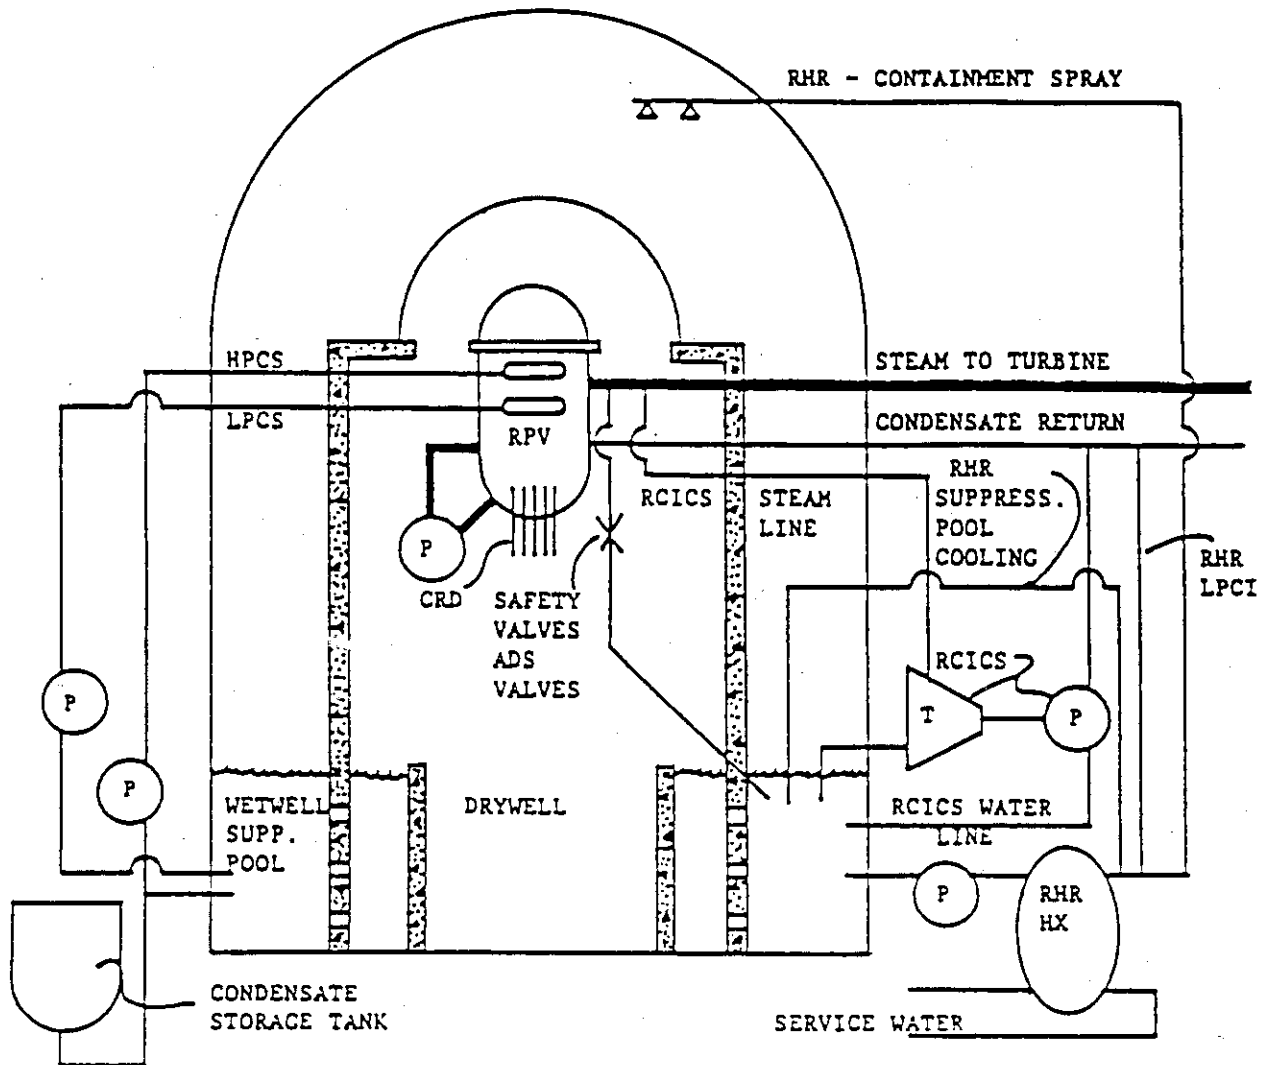 RHR - CONTAINMENT SPRAY
HPCS
LPCS
RPV
STEAM TO TURBINE
CONDENSATE RETURN
RCICS
STEAM
LINE
RHR
SUPPRESS.
POOL
COOLING
RHR
LPCI
P
CRD
SAFETY
VALVES
ADS
VALVES
RCICS
T
P
P
P
WETWELL
SUPP.
POOL
DRYWELL
RCICS WATER
LINE
P
RHR
HX
CONDENSATE
STORAGE TANK
SERVICE WATER